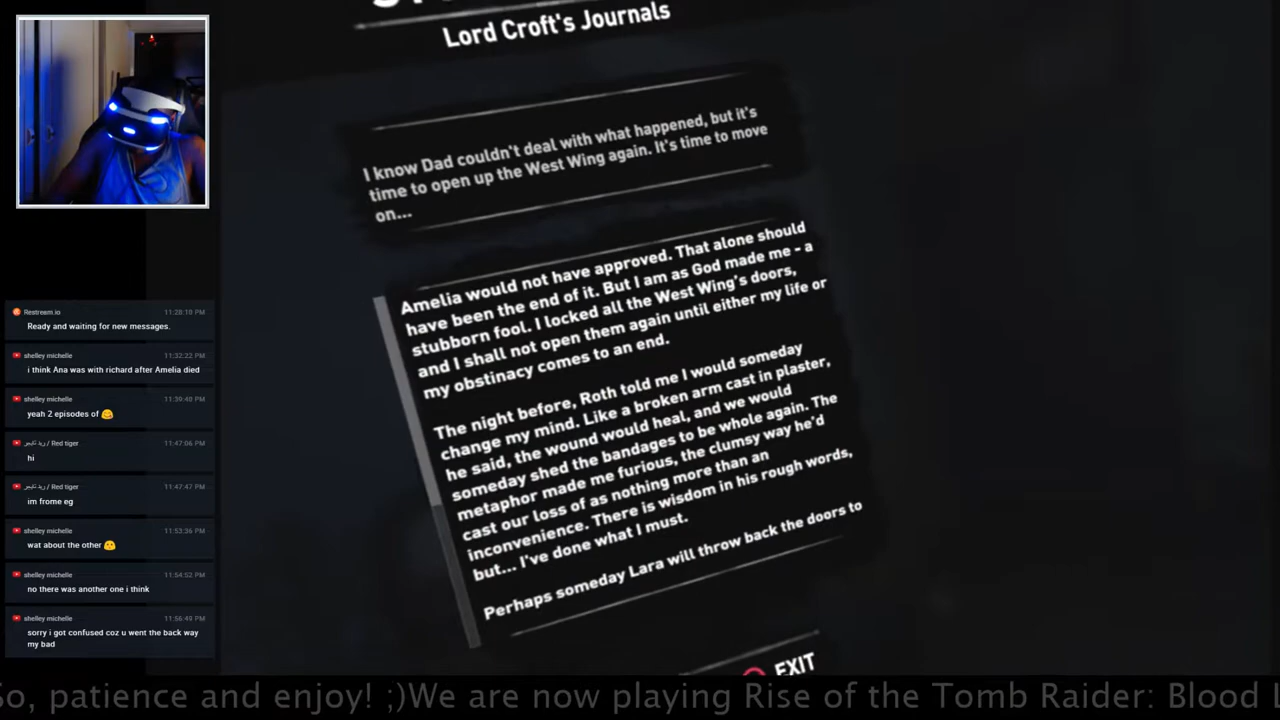 Lord Croft's Journals
I know Dad couldn't deal with what happened, but it's
time to open up the West Wing again. It's time to move
on...
Amelia would not have approved. That alone should
have been the end of it. But I am as God made me - a
stubborn fool. I locked all the West Wing's doors,
and I shall not open them again until either my life or
my obstinacy comes to an end.
The night before, Roth told me I would someday
change my mind. Like a broken arm cast in plaster,
he said, the wound would heal, and we would
someday shed the bandages to be whole again. The
metaphor made me furious, the clumsy way he'd
cast our loss of as nothing more than an
inconvenience. There is wisdom in his rough words,
but... I've done what I must.
Perhaps someday Lara will throw back the doors to
EXIT
Restream.io 11:28:10 PM
Ready and waiting for new messages.
shelley michelle 11:32:22 PM
i think Ana was with richard after Amelia died
shelley michelle 11:39:40 PM
yeah 2 episodes of 🤗
ريد تايجر / Red tiger 11:47:06 PM
hi
ريد تايجر / Red tiger 11:47:47 PM
im frome eg
shelley michelle 11:53:36 PM
wat about the other
shelley michelle 11:54:52 PM
no there was another one i think
shelley michelle 11:56:49 PM
sorry i got confused coz u went the back way
my bad
So, patience and enjoy! ;)We are now playing Rise of the Tomb Raider: Blood